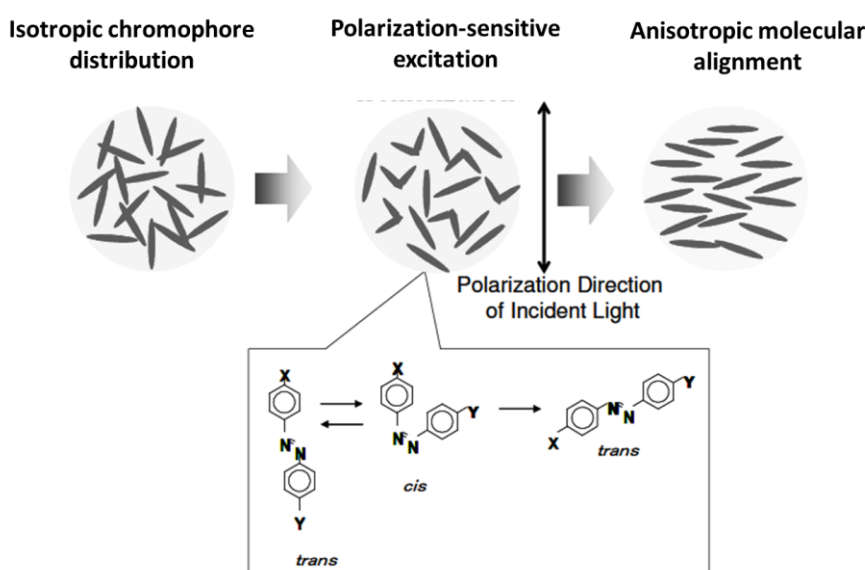 Isotropic chromophore
distribution
Polarization-sensitive
excitation
Anisotropic molecular
alignment
Polarization Direction
of Incident Light
X
N
N
Y
trans
X
N
N
Y
cis
X
N
N
Y
trans